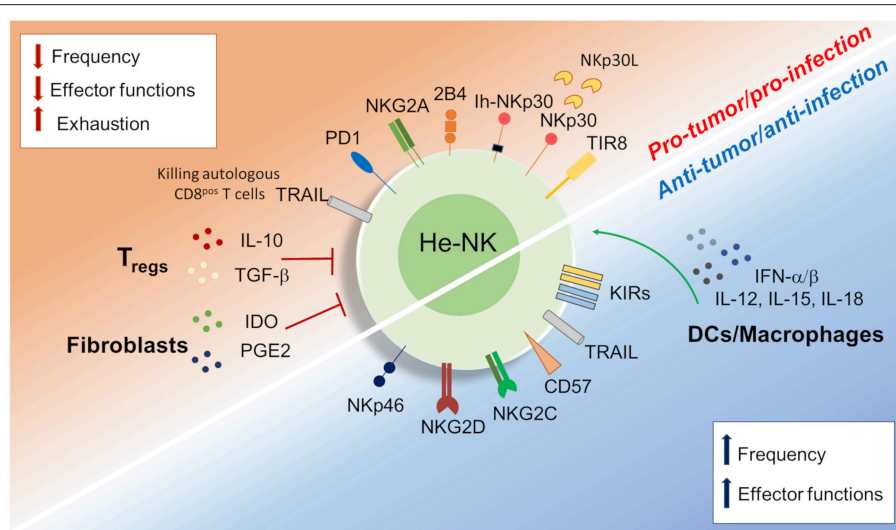 Frequency
Effector functions
Exhaustion
Pro-tumor/pro-infection
Anti-tumor/anti-infection
NKp30L
2B4
Ih-NKp30
NKG2A
NKp30
PD1
TIR8
Killing autologous
CD8pos T cells
TRAIL
He-NK
Tregs
IL-10
TGF-β
Fibroblasts
IDO
PGE2
IFN-α/β
IL-12, IL-15, IL-18
DCs/Macrophages
KIRs
TRAIL
CD57
NKG2C
NKG2D
NKp46
Frequency
Effector functions